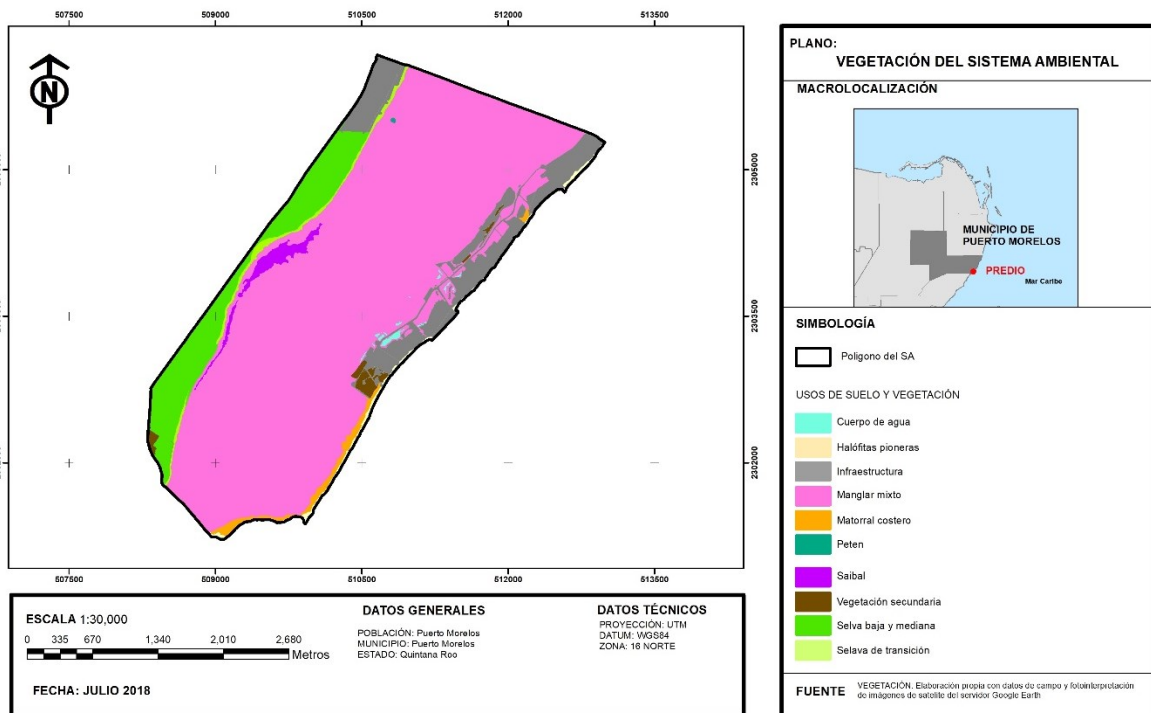 507500 509000 510500 512000 513500
N
2305000
2303500
2302000
507500 509000 510500 512000 513500
ESCALA 1:30,000
0 335 670 1,340 2,010 2,680
Metros
FECHA: JULIO 2018
DATOS GENERALES
POBLACIÓN: Puerto Morelos
MUNICIPIO: Puerto Morelos
ESTADO: Quintana Roo
DATOS TÉCNICOS
PROYECCIÓN: UTM
DATUM: WGS84
ZONA: 16 NORTE
PLANO:
VEGETACIÓN DEL SISTEMA AMBIENTAL
MACROLOCALIZACIÓN
MUNICIPIO DE
PUERTO MORELOS
PREDIO
Mar Caribe
SIMBOLOGÍA
Poligono del SA
USOS DE SUELO Y VEGETACIÓN
Cuerpo de agua
Halófitas pioneras
Infraestructura
Manglar mixto
Matorral costero
Peten
Saibal
Vegetación secundaria
Selva baja y mediana
Selava de transición
FUENTE
VEGETACIÓN. Elaboración propia con datos de campo y fotointerpretación
de imágenes de satelite del servidor Google Earth